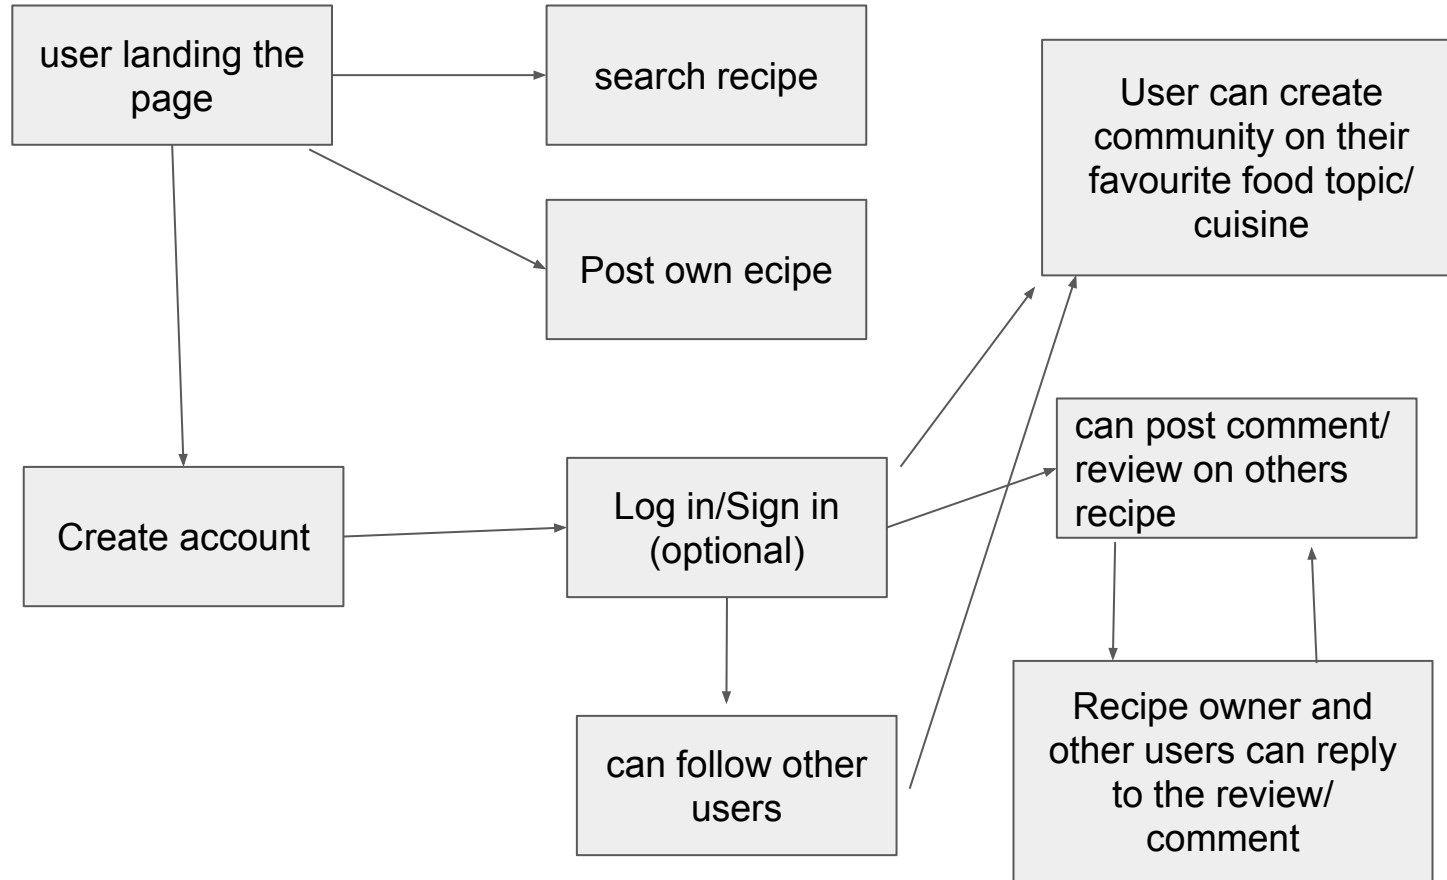 user landing the
page
search recipe
Post own ecipe
User can create
community on their
favourite food topic/
cuisine
Create account
Log in/Sign in
(optional)
can post comment/
review on others
recipe
can follow other
users
Recipe owner and
other users can reply
to the review/
comment